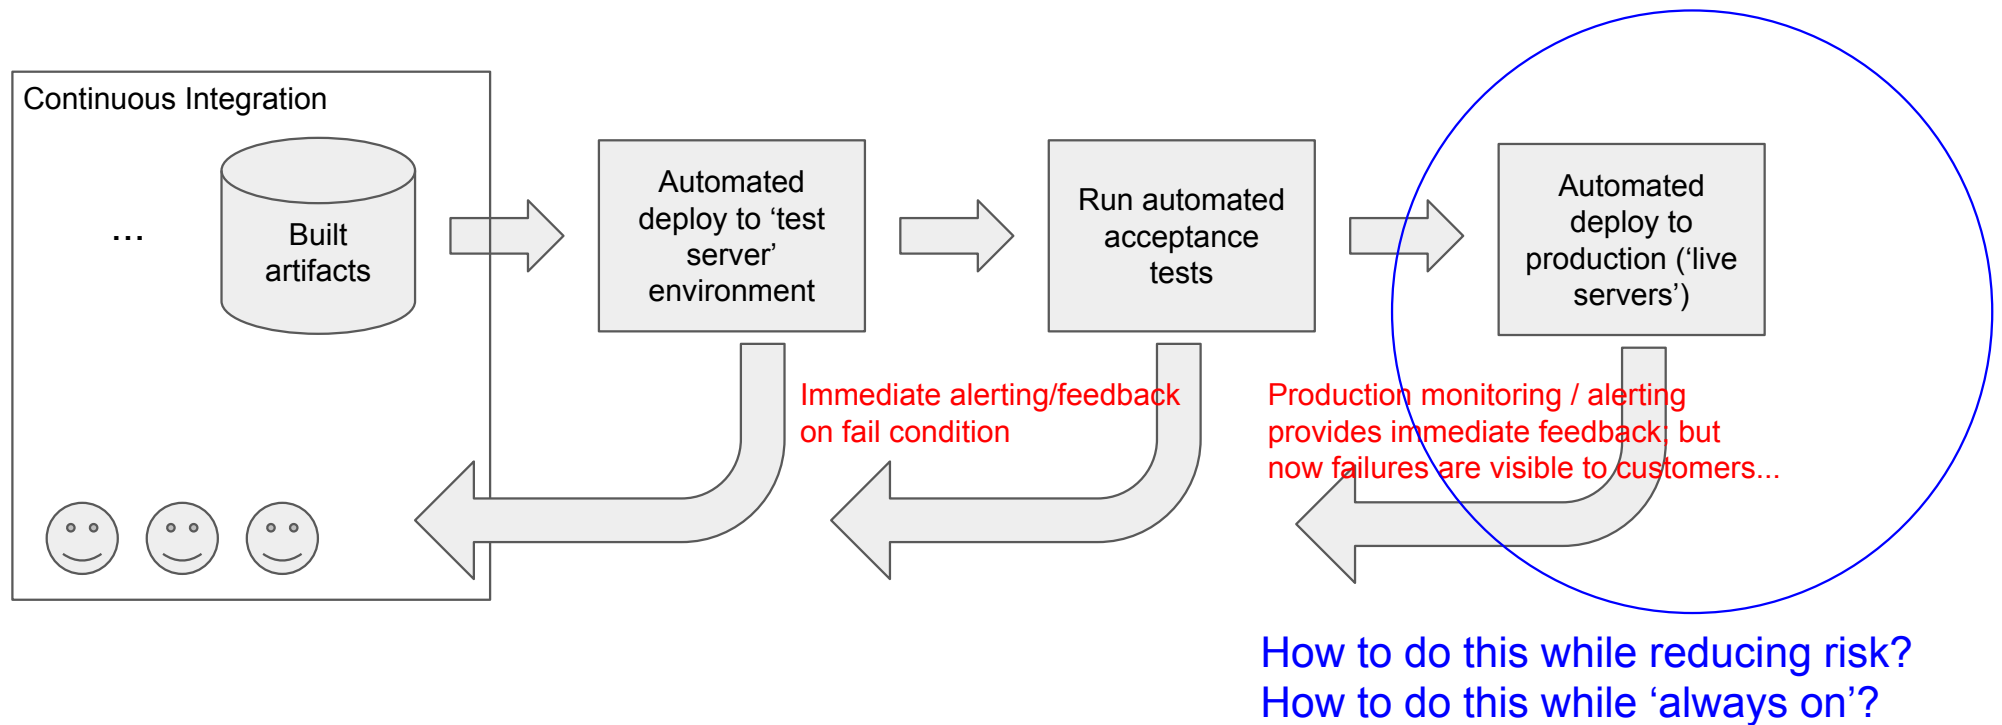 Continuous Integration
...
Built
artifacts
Automated
deploy to ‘test
server’
environment
Run automated
acceptance
tests
Automated
deploy to
production (‘live
servers’)
Immediate alerting/feedback
on fail condition
Production monitoring / alerting
provides immediate feedback; but
now failures are visible to customers...
How to do this while reducing risk?
How to do this while ‘always on’?